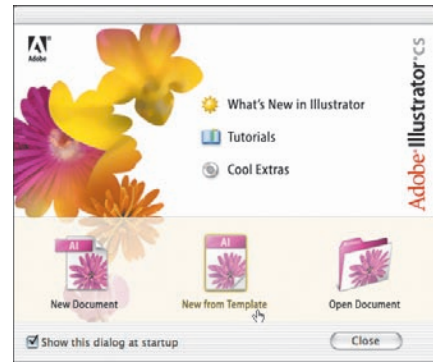 Adobe
What's New in Illustrator
Tutorials
Cool Extras
Adobe Illustrator CS
AI
AI
New Document
New from Template
Open Document
Show this dialog at startup
Close